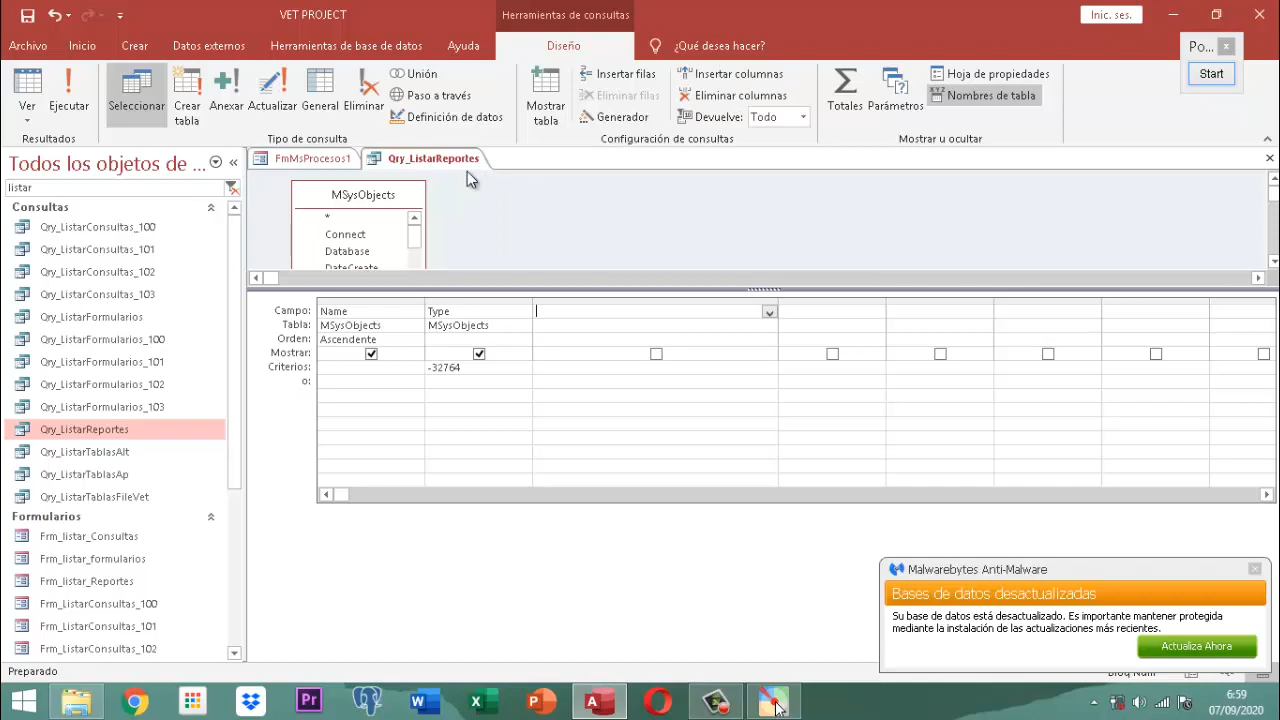 VET PROJECT
Herramientas de consultas
Inic. ses.
Archivo
Inicio
Crear
Datos externos
Herramientas de base de datos
Ayuda
Diseño
¿Qué desea hacer?
Po...
Start
Ver
Ejecutar
Seleccionar
Crear tabla
Anexar
Actualizar
General
Eliminar
Unión
Paso a través
Definición de datos
Mostrar tabla
Insertar filas
Eliminar filas
Generador
Insertar columnas
Eliminar columnas
Devuelve: Todo
Totales
Parámetros
Hoja de propiedades
Nombres de tabla
Resultados
Tipo de consulta
Configuración de consultas
Mostrar u ocultar
Todos los objetos de ...
listar
Consultas
Qry_ListarConsultas_100
Qry_ListarConsultas_101
Qry_ListarConsultas_102
Qry_ListarConsultas_103
Qry_ListarFormularios
Qry_ListarFormularios_100
Qry_ListarFormularios_101
Qry_ListarFormularios_102
Qry_ListarFormularios_103
Qry_ListarReportes
Qry_ListarTablasAlt
Qry_ListarTablasAp
Qry_ListarTablasFileVet
Formularios
Frm_listar_Consultas
Frm_listar_formularios
Frm_listar_Reportes
Frm_ListarConsultas_100
Frm_ListarConsultas_101
Frm_ListarConsultas_102
FmMsProcesos1
Qry_ListarReportes
MSysObjects
*
Connect
Database
DateCreate
Campo: Name Type
Tabla: MSysObjects MSysObjects
Orden: Ascendente
Mostrar:
Criterios: -32764
o:
Malwarebytes Anti-Malware
Bases de datos desactualizadas
Su base de datos está desactualizado. Es importante mantener protegida
mediante la instalación de las actualizaciones más recientes.
Actualiza Ahora
Preparado
Bloq Num
6:59
07/09/2020